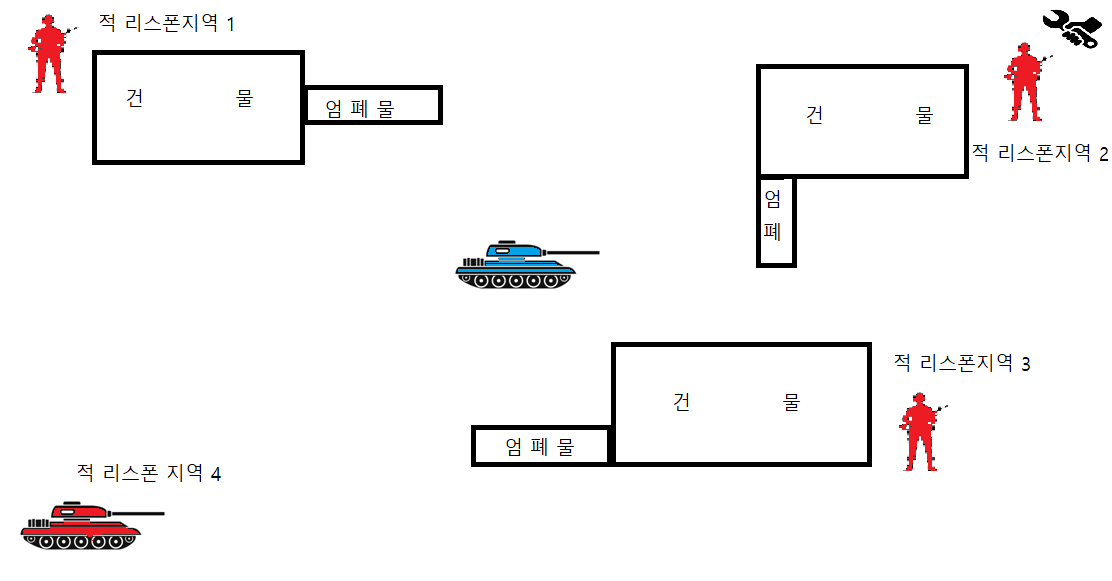 적 리스폰지역 1
건 물
엄 폐 물
건 물
적 리스폰지역 2
엄
폐
적 리스폰지역 3
건 물
엄 폐 물
적 리스폰 지역 4